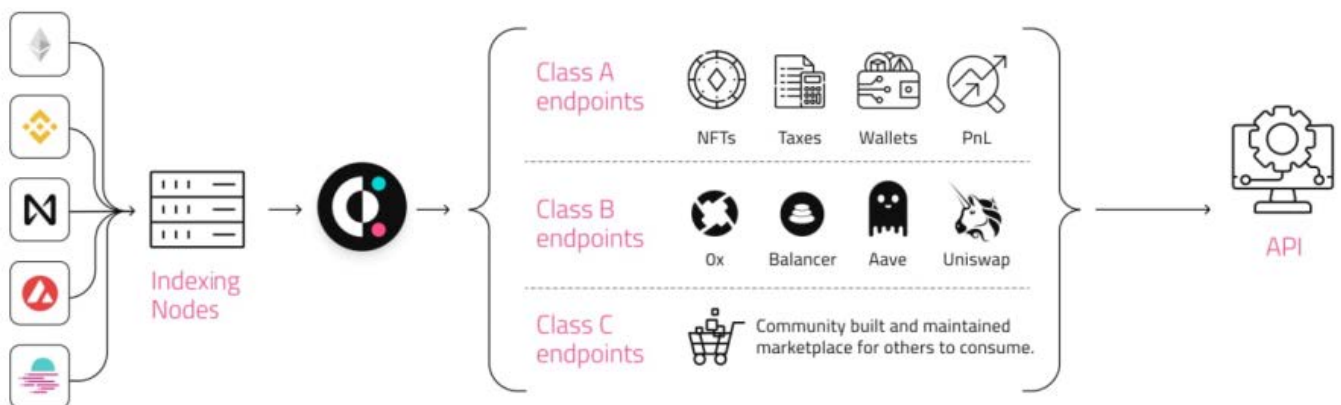 Class A
endpoints
NFTs
Taxes
Wallets
PnL
Class B
endpoints
0x
Balancer
Aave
Uniswap
Class C
endpoints
Community built and maintained
marketplace for others to consume.
Indexing
Nodes
API